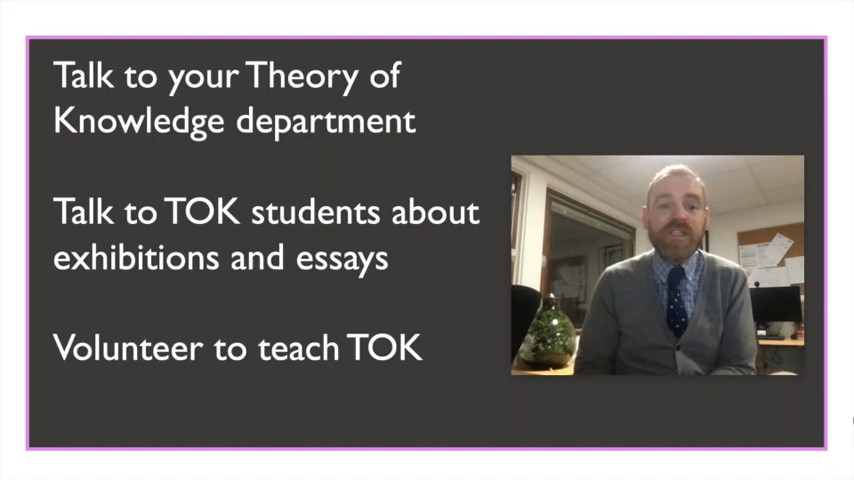 Talk to your Theory of
Knowledge department
Talk to TOK students about
exhibitions and essays
Volunteer to teach TOK